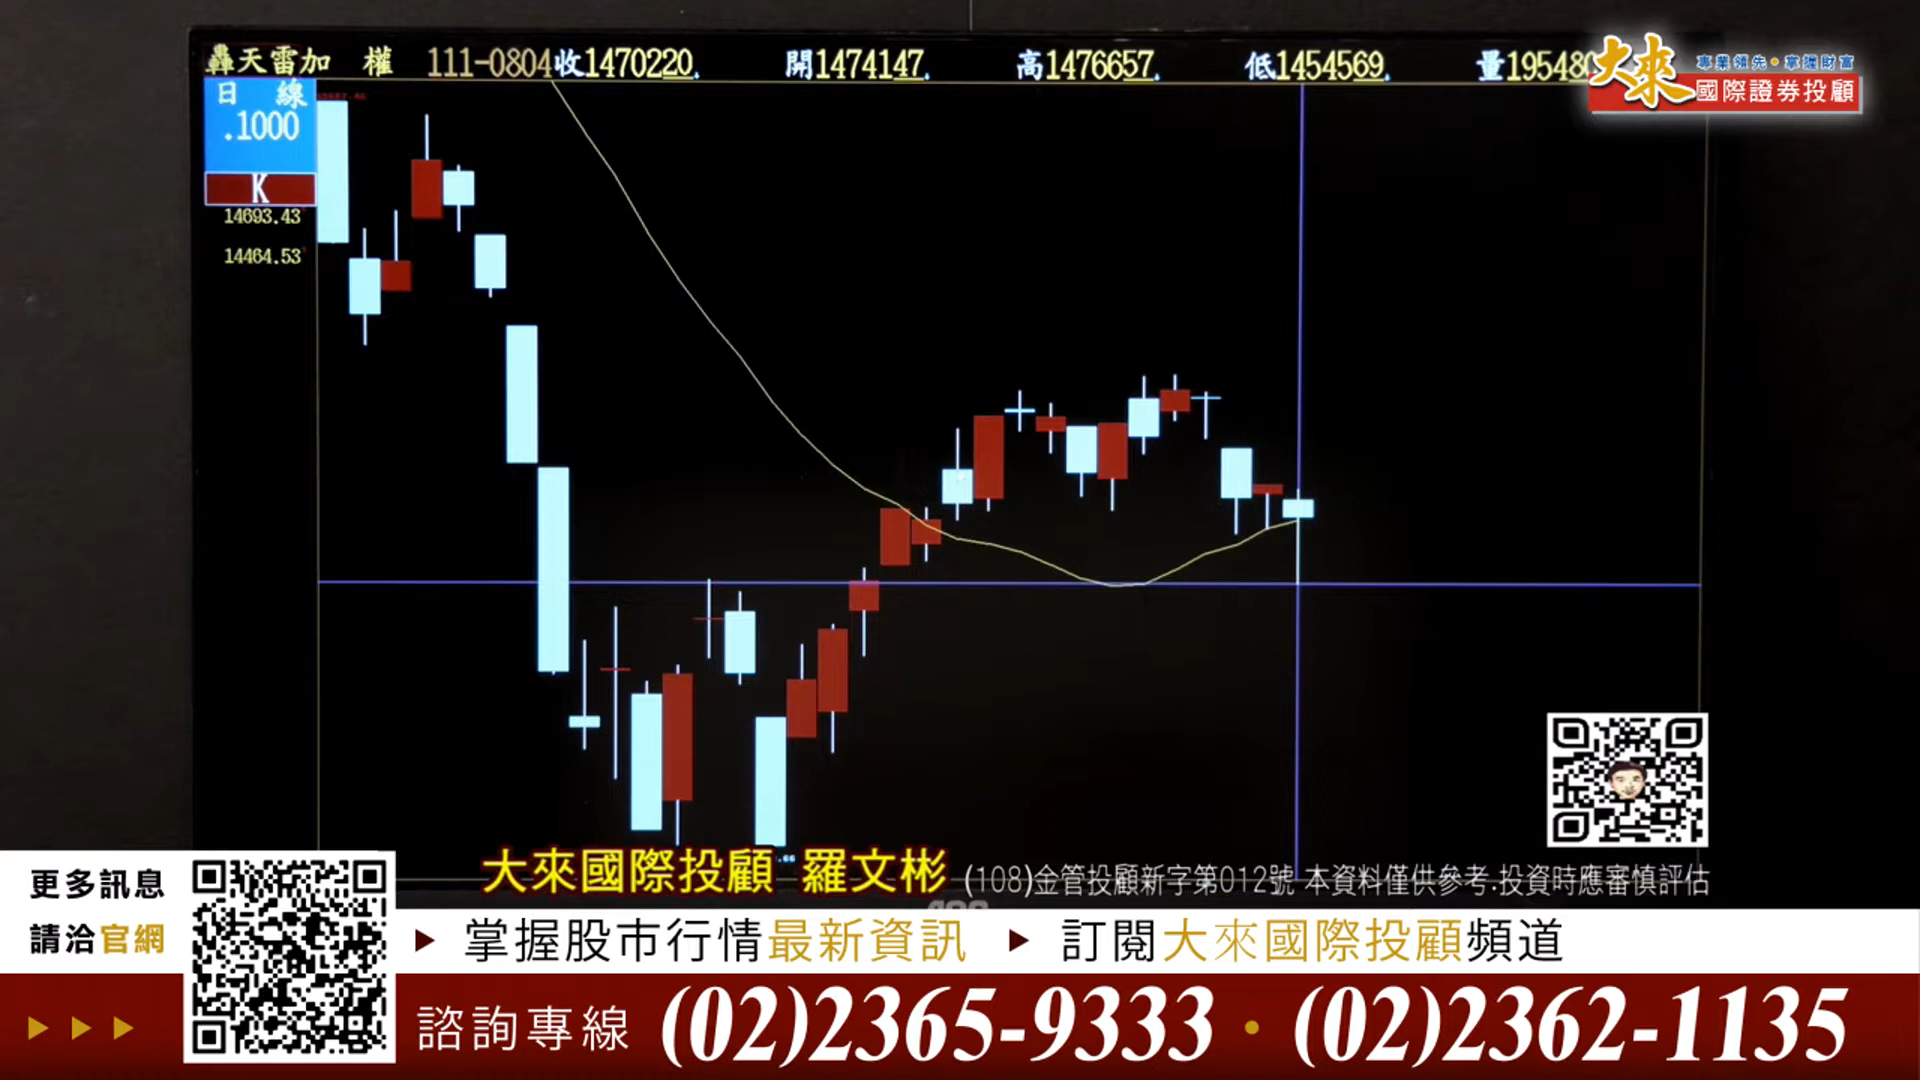 轟天雷加 權 111-0804收1470220. 開1474147. 高1476657. 低1454569. 量195480
大來 專業領先•掌握財富
國際證券投顧
日 線
.1000
K
14693.43
14464.53
大來國際投顧 羅文彬 (108)金管投顧新字第012號 本資料僅供參考.投資時應審慎評估
更多訊息
請洽官網
掌握股市行情最新資訊 訂閱大來國際投顧頻道
諮詢專線 (02)2365-9333 • (02)2362-1135